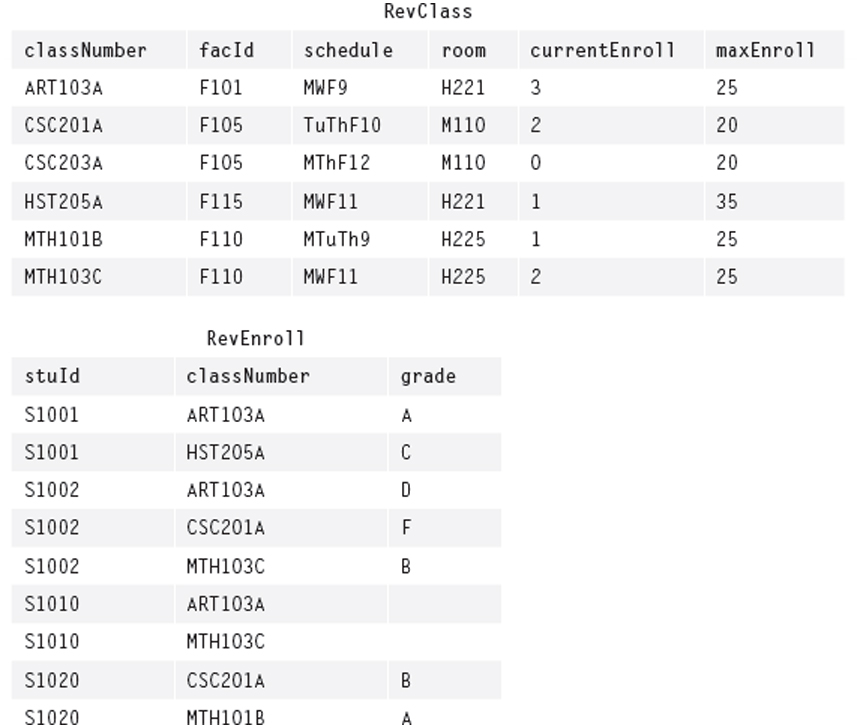 RevClass
classNumber facId schedule room currentEnroll maxEnroll
ART103A F101 MWF9 H221 3 25
CSC201A F105 TuThF10 M110 2 20
CSC203A F105 MThF12 M110 0 20
HST205A F115 MWF11 H221 1 35
MTH101B F110 MTuTh9 H225 1 25
MTH103C F110 MWF11 H225 2 25
RevEnroll
stuId classNumber grade
S1001 ART103A A
S1001 HST205A C
S1002 ART103A D
S1002 CSC201A F
S1002 MTH103C B
S1010 ART103A
S1010 MTH103C
S1020 CSC201A B
S1020 MTH101B A